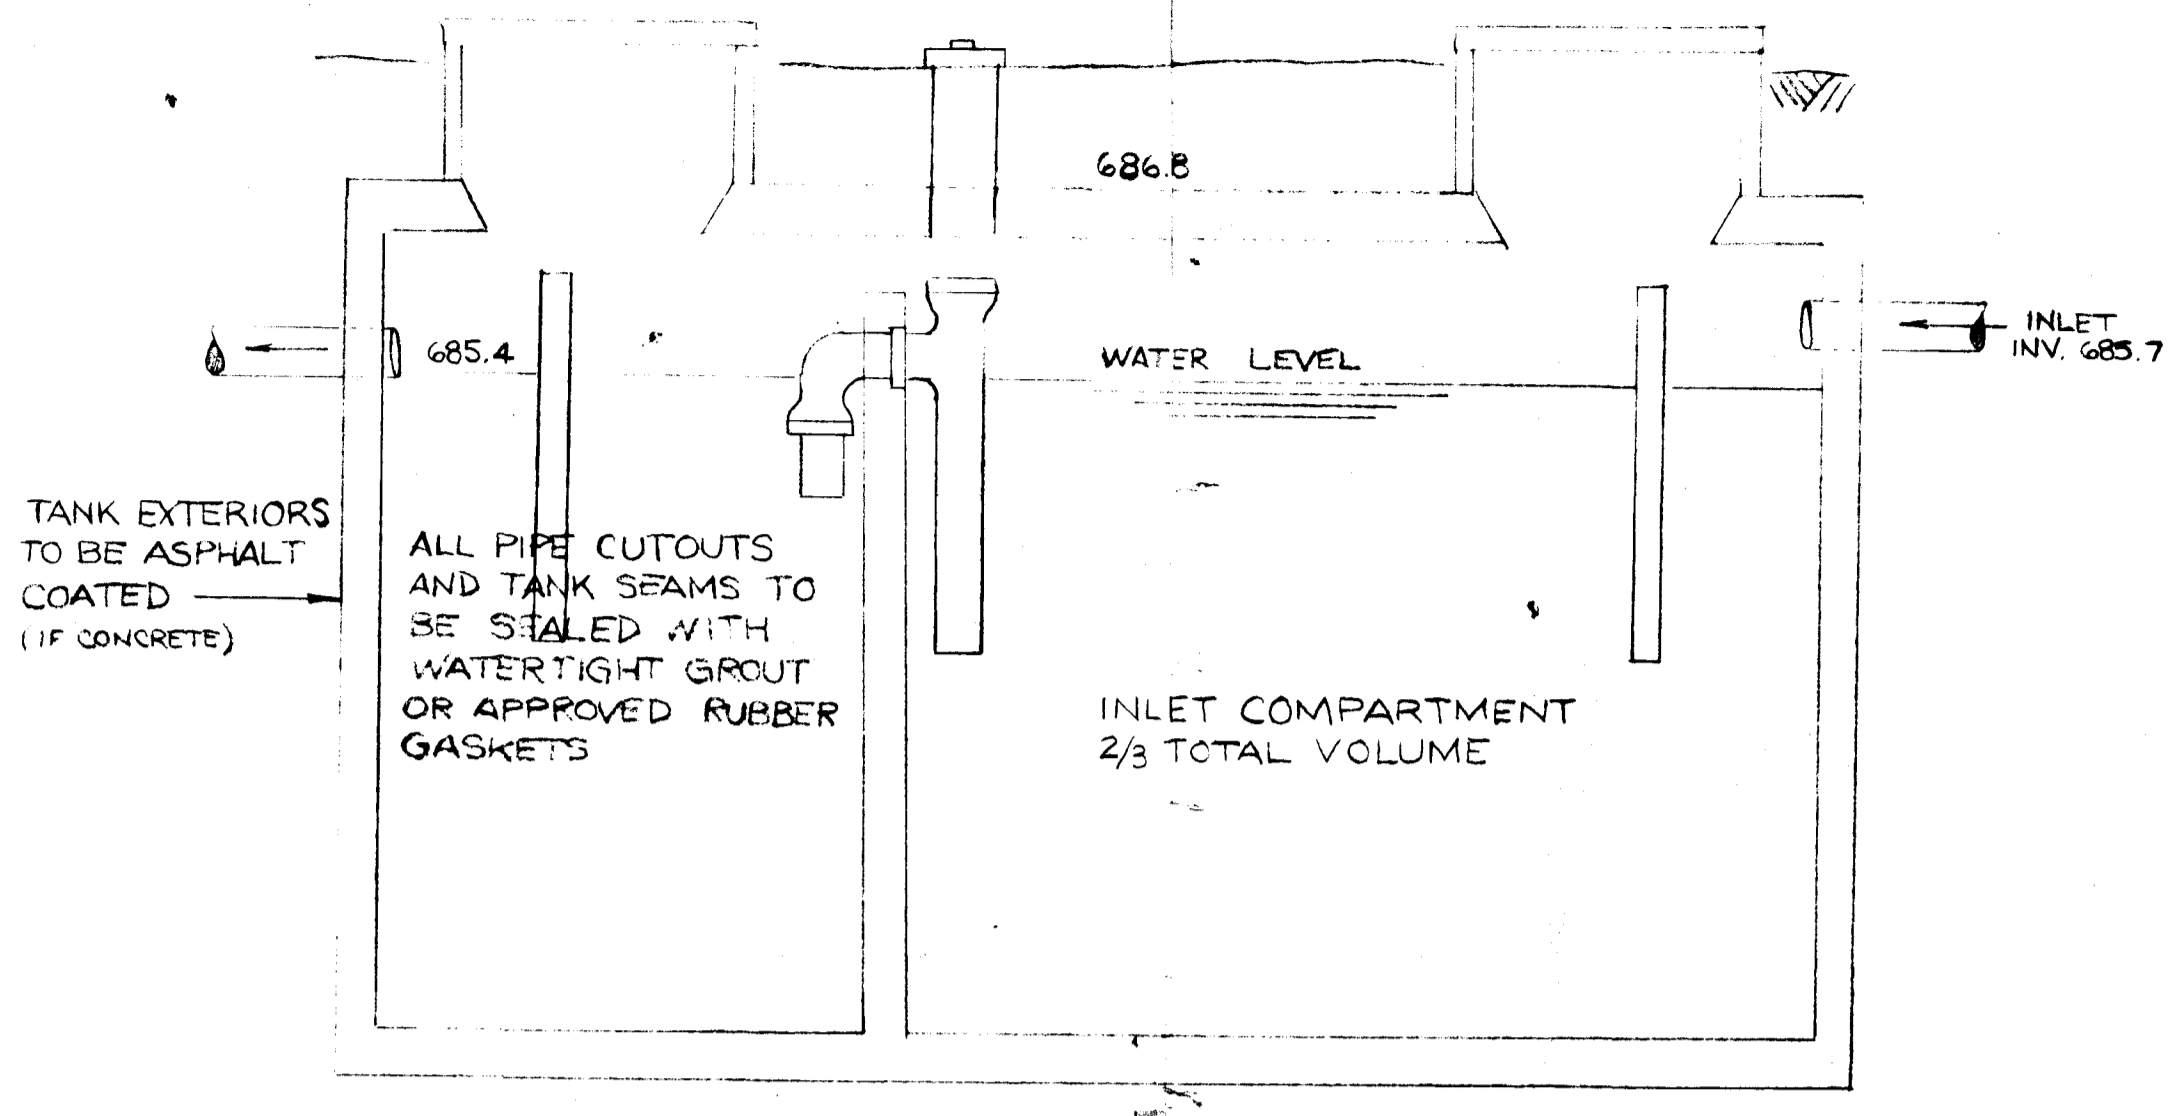 686.8
685.4
WATER LEVEL
INLET
INV. 685.7
TANK EXTERIORS
TO BE ASPHALT
COATED
(IF CONCRETE)
ALL PIPE CUTOUTS
AND TANK SEAMS TO
BE SEALED WITH
WATERTIGHT GROUT
OR APPROVED RUBBER
GASKETS
INLET COMPARTMENT
2/3 TOTAL VOLUME